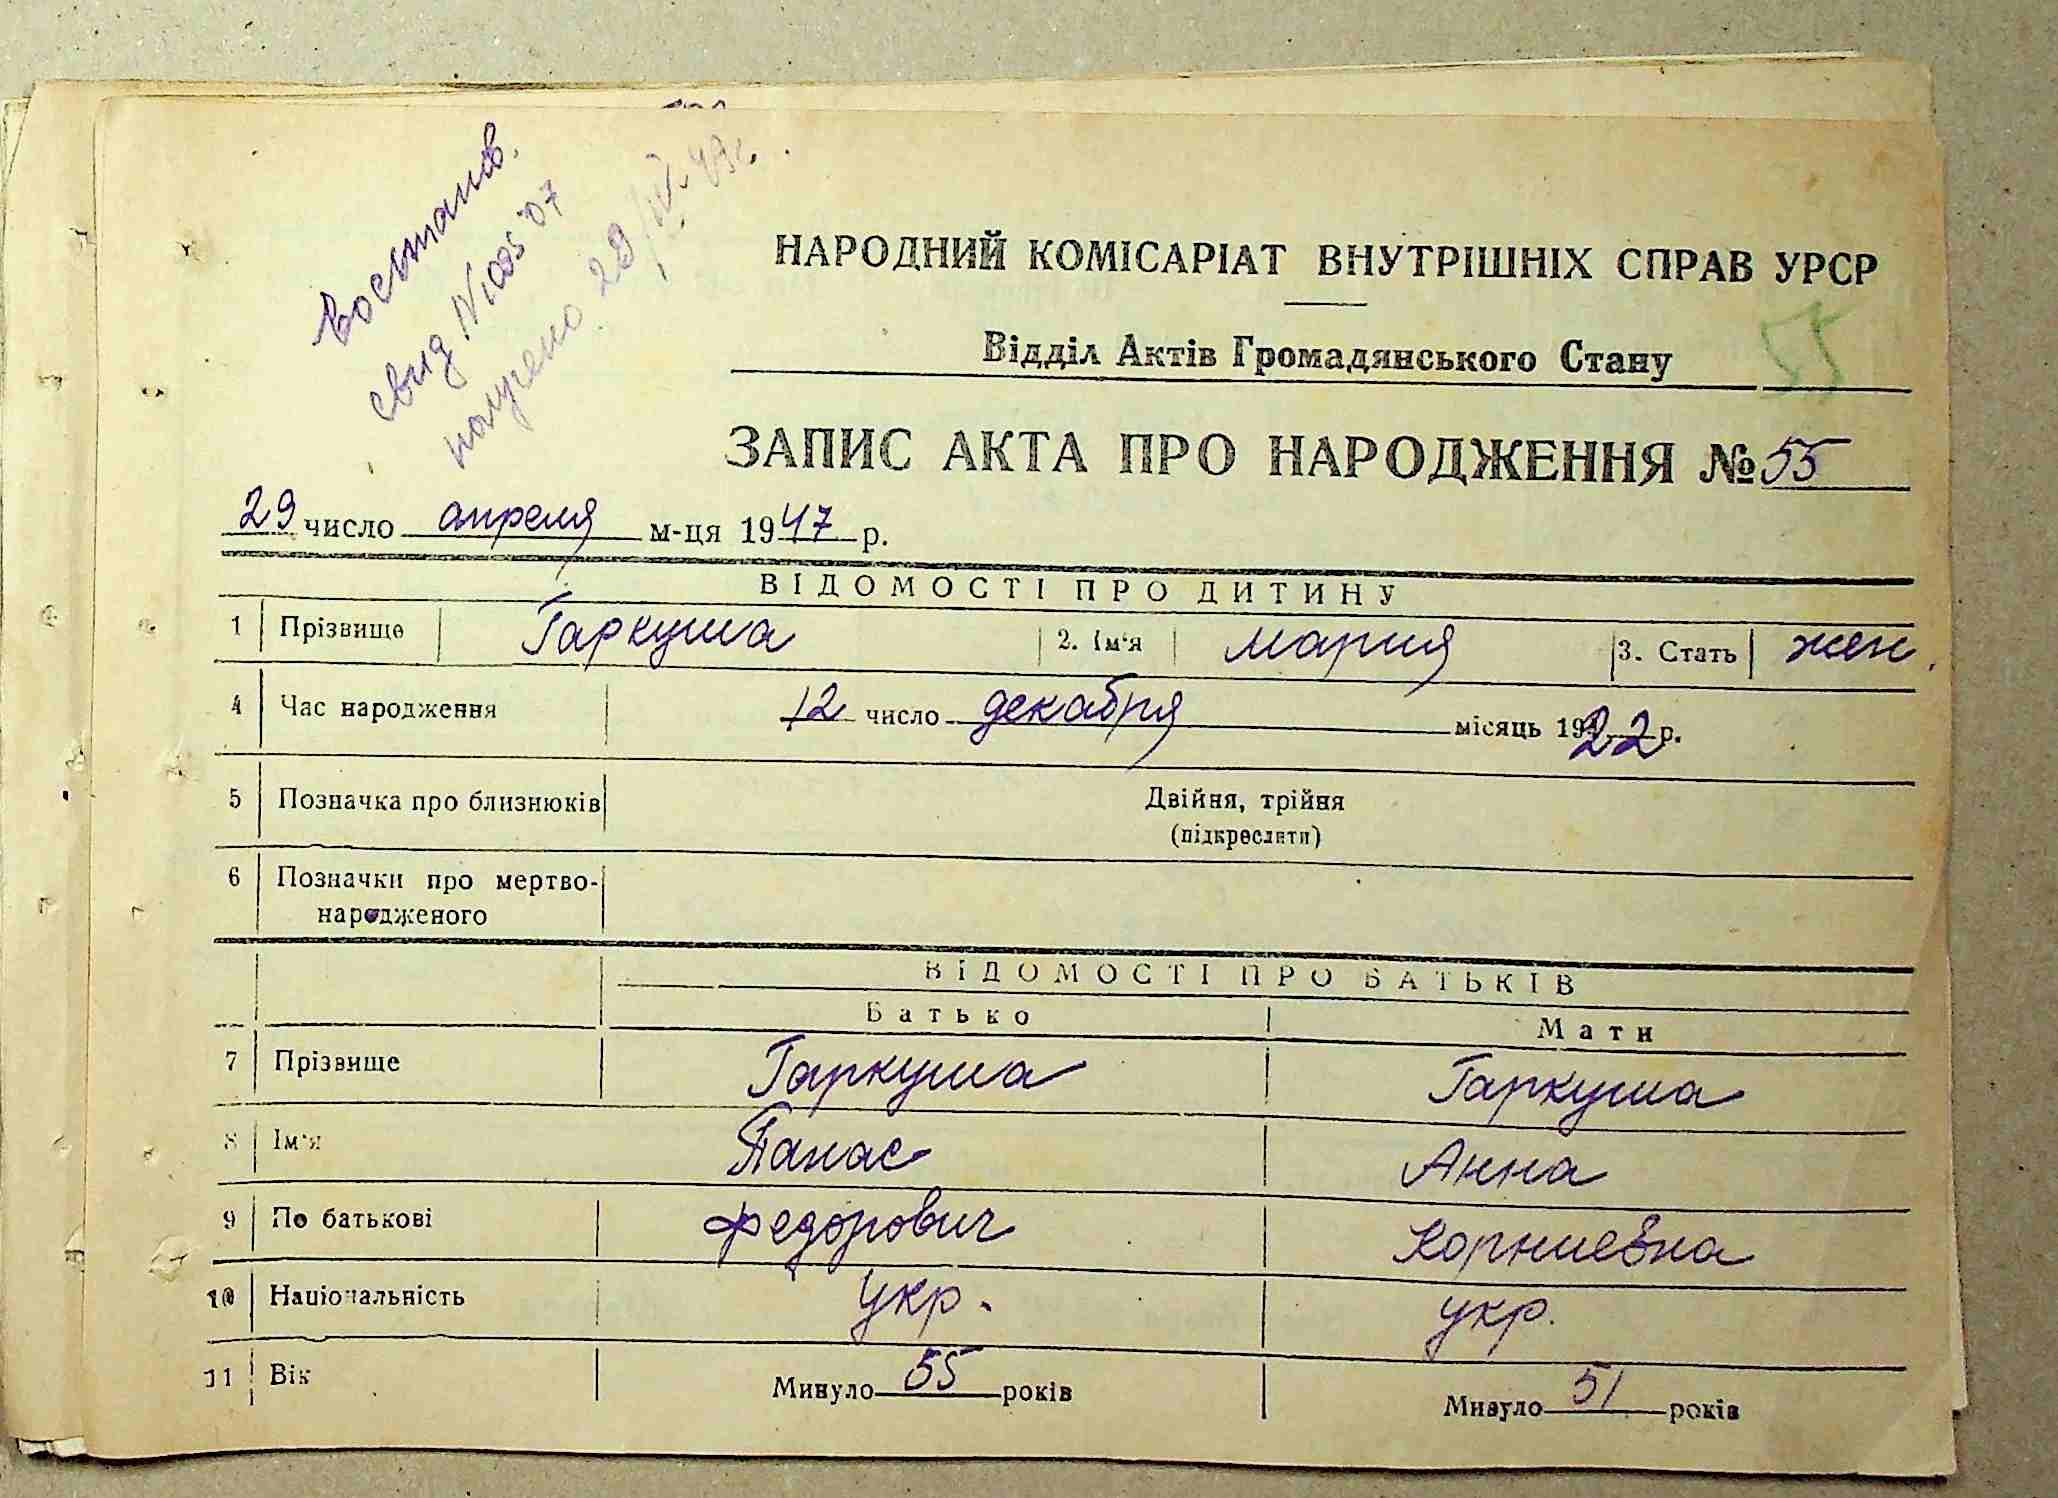 восстанов.
свид N109507
получено 28/IV-49г.
НАРОДНИЙ КОМІСАРІАТ ВНУТРІШНІХ СПРАВ УРСР
Відділ Актів Громадянського Стану 55
ЗАПИС АКТА ПРО НАРОДЖЕННЯ № 55
29 число апреля м-ця 1947 р.
ВІДОМОСТІ ПРО ДИТИНУ
1 Прізвище Гаркуша 2. Ім'я Мария 3. Стать жен.
4 Час народження 12 число декабря місяць 1922 р.
5 Позначка про близнюків Двійня, трійня
(підкреслити)
6 Позначки про мертво-
народженого
ВІДОМОСТІ ПРО БАТЬКІВ
Батько Мати
7 Прізвище Гаркуша Гаркуша
8 Ім'я Панас Анна
9 По батькові Федорович Корниевна
10 Національність Укр. укр.
11 Вік Минуло 55 років Минуло 51 років